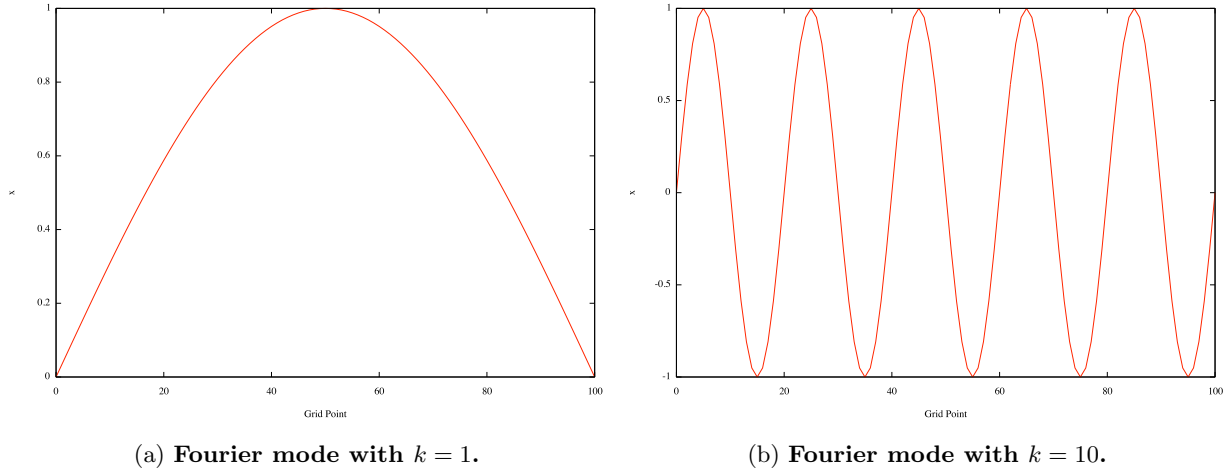 1
0.8
0.6
x
0.4
0.2
0
0 20 40 60 80 100
Grid Point
(a) Fourier mode with k = 1.
1
0.5
x
0
-0.5
-1
0 20 40 60 80 100
Grid Point
(b) Fourier mode with k = 10.